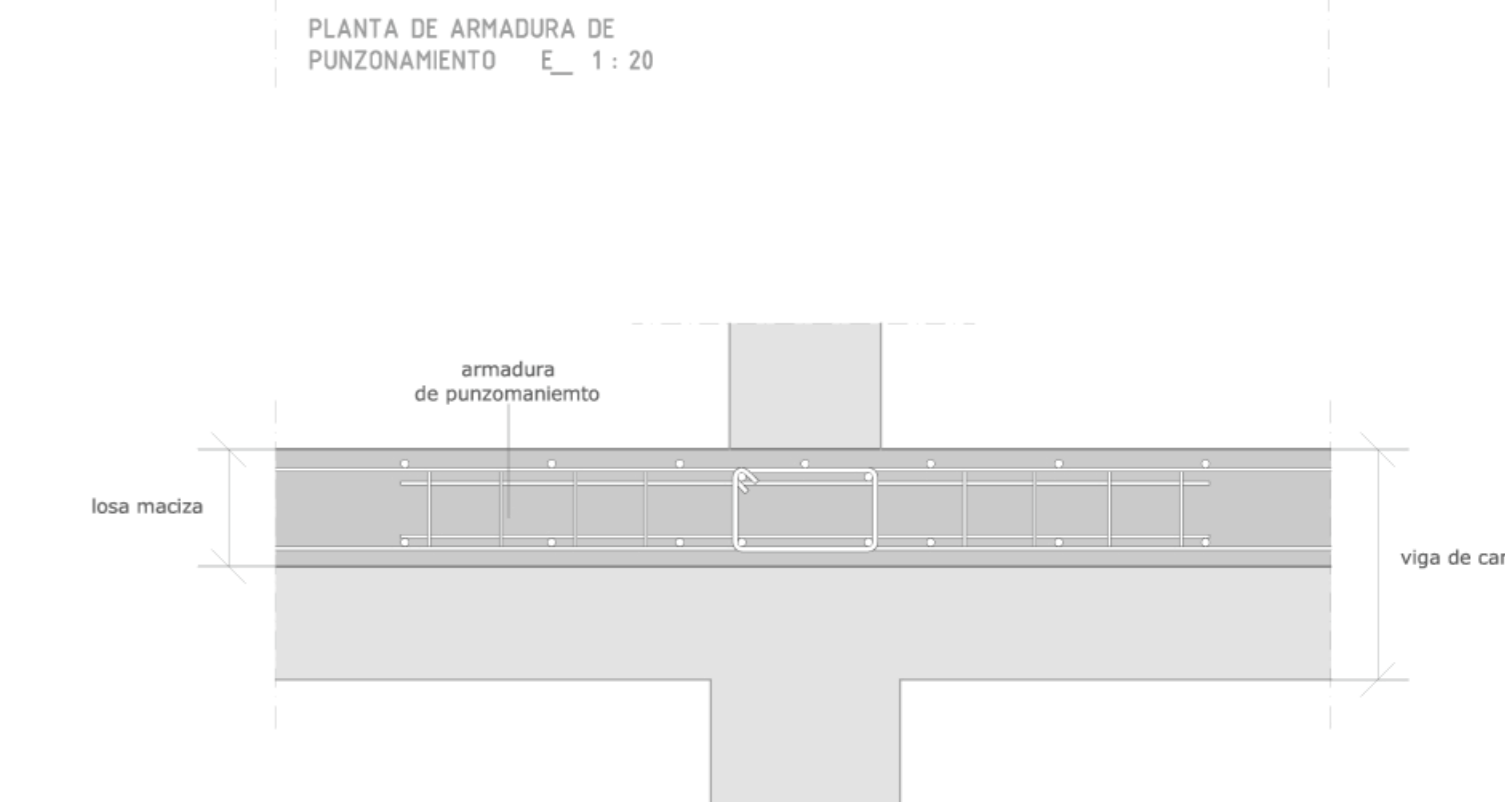 PLANTA DE ARMADURA DE
PUNZONAMIENTO E_ 1 : 20
armadura
de punzomaniemto
losa maciza
viga de